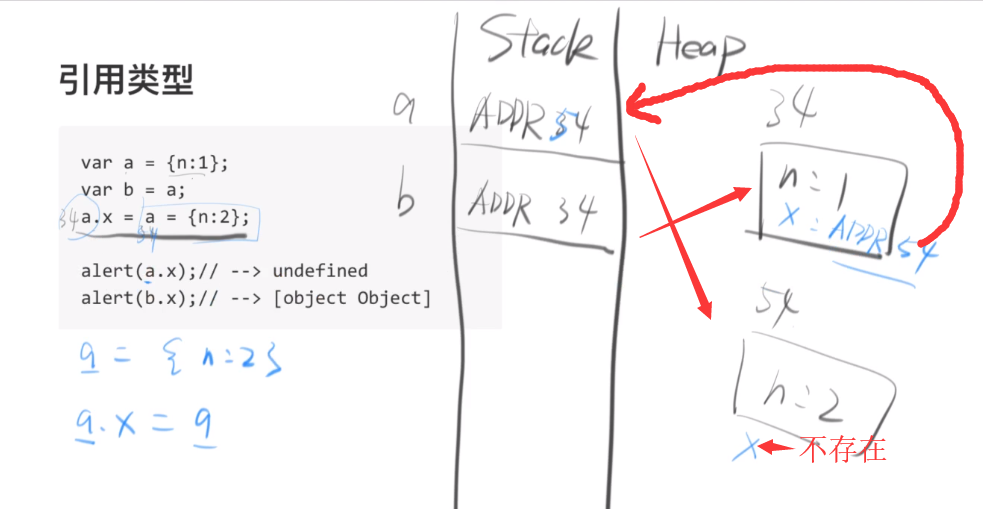 引用类型
var a = {n:1};
var b = a;
34 a.x = a = {n:2};
34
alert(a.x);// --> undefined
alert(b.x);// --> [object Object]
a = { n:2}
a.x = a
Stack
a ADDR 54
b ADDR 34
Heap
34
n:1
x:ADDR 54
54
n:2
x 不存在